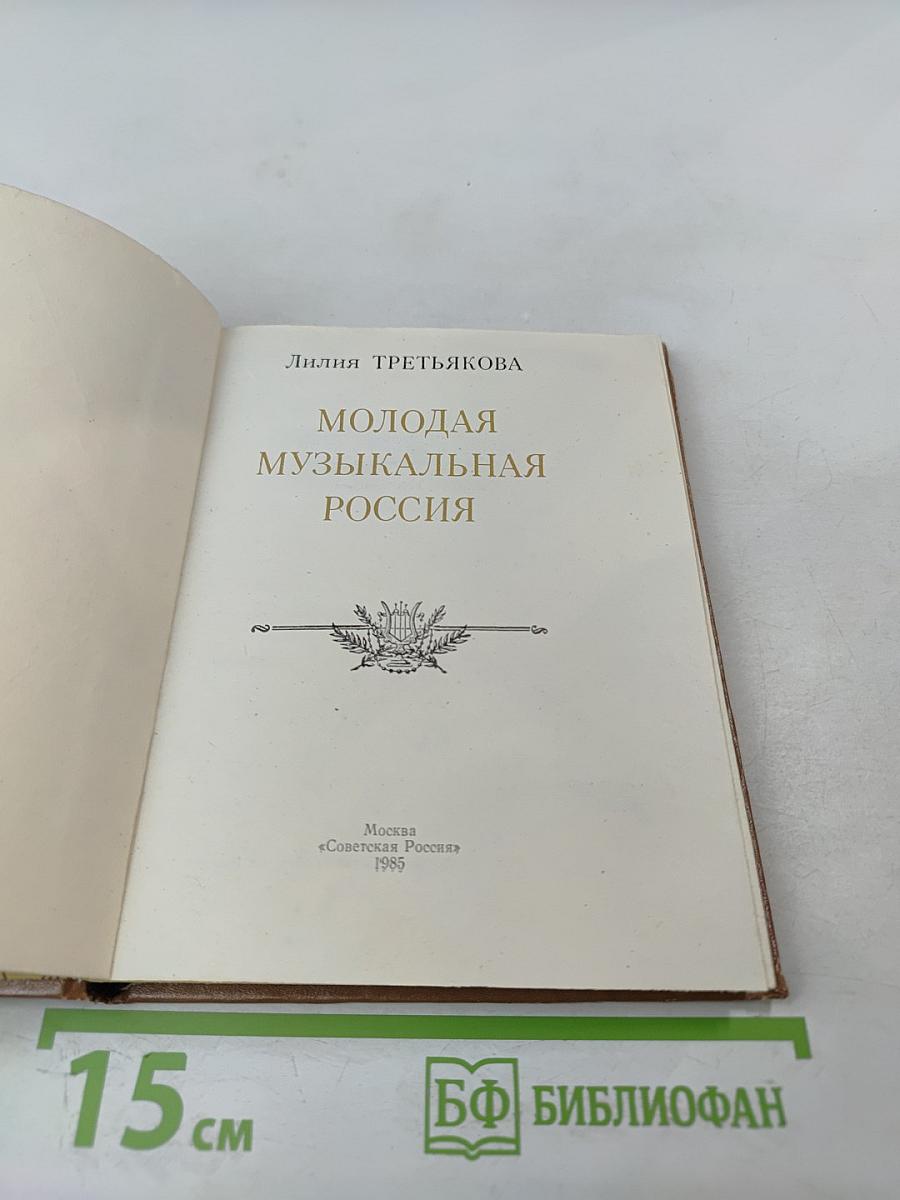 Лилия ТРЕТЬЯКОВА
МОЛОДАЯ
МУЗЫКАЛЬНАЯ
РОССИЯ
Москва
«Советская Россия»
1985
15 см
БФ БИБЛИОФАН